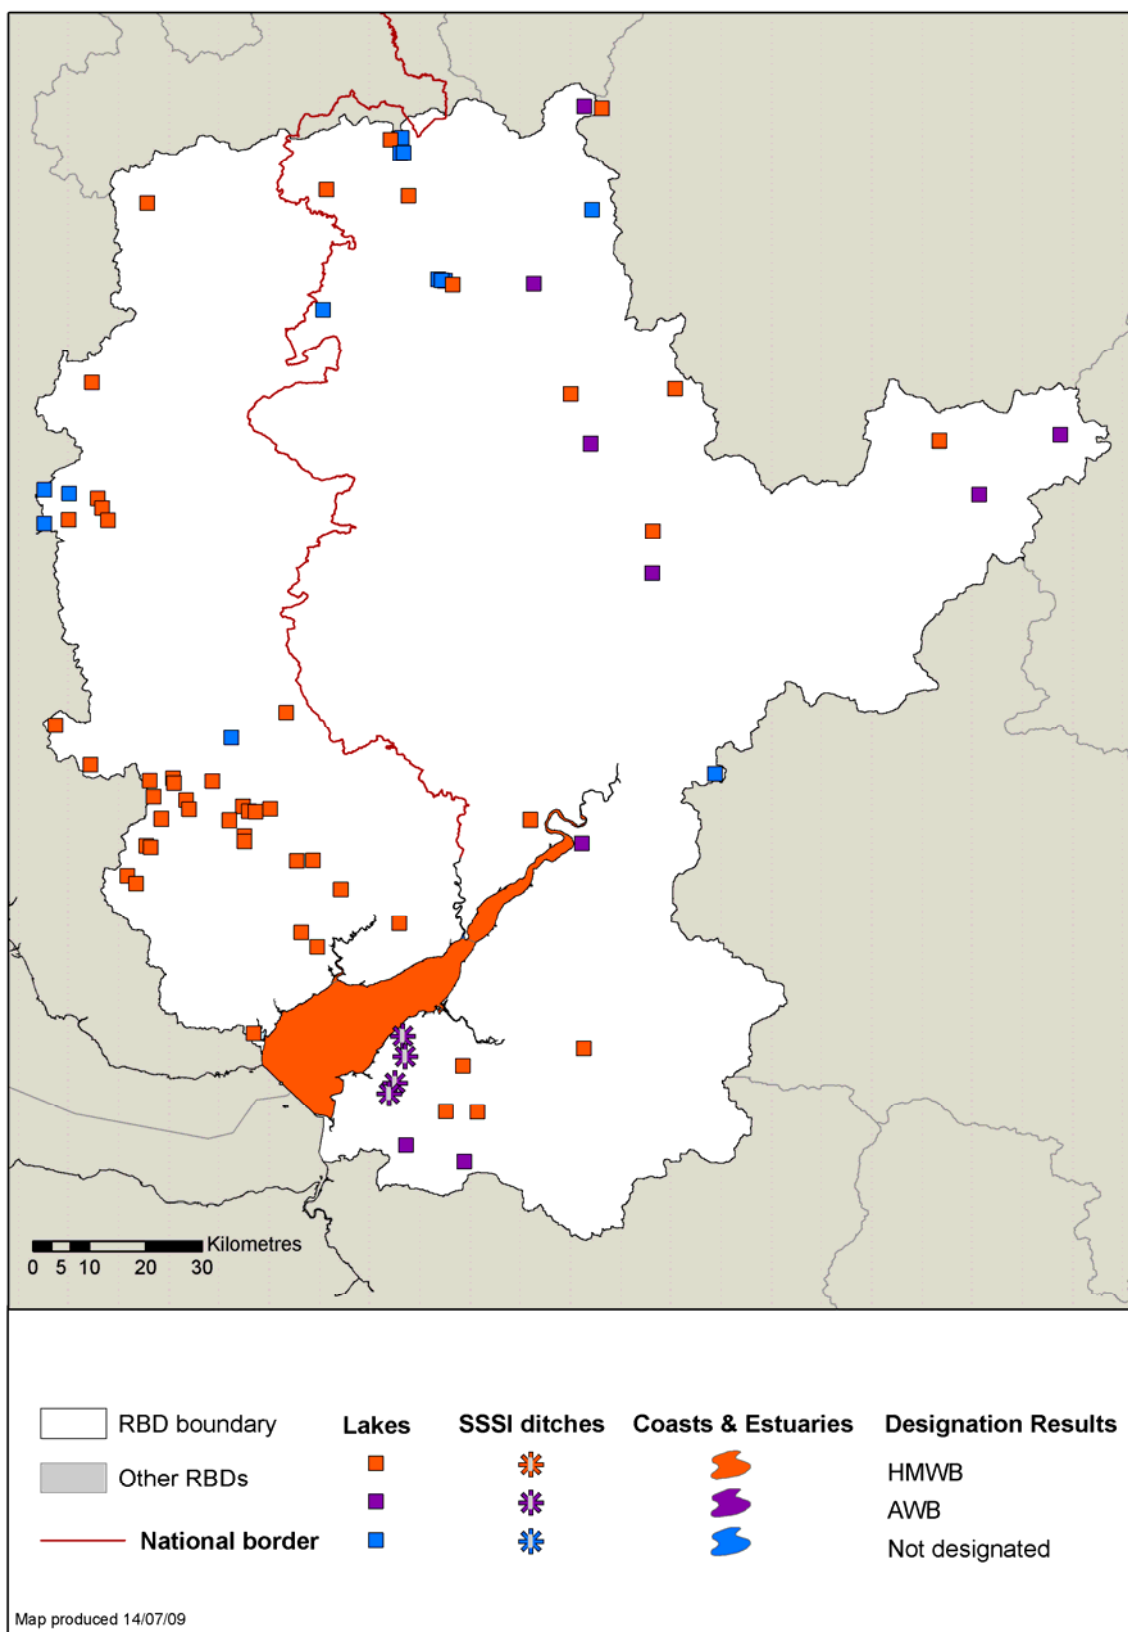 Kilometres
0 5 10 20 30
RBD boundary
Lakes
SSSI ditches
Coasts & Estuaries
Designation Results
Other RBDs
HMWB
AWB
National border
Not designated
Map produced 14/07/09